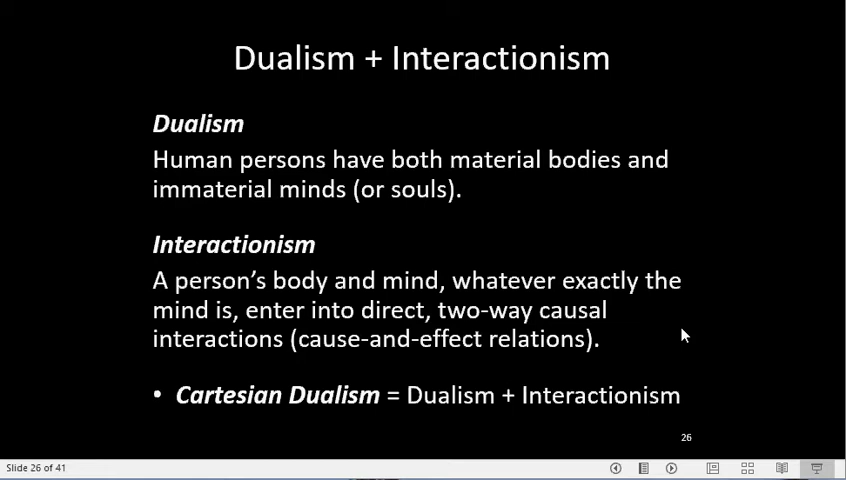 Dualism + Interactionism
Dualism
Human persons have both material bodies and
immaterial minds (or souls).
Interactionism
A person’s body and mind, whatever exactly the
mind is, enter into direct, two-way causal
interactions (cause-and-effect relations).
• Cartesian Dualism = Dualism + Interactionism
26
Slide 26 of 41